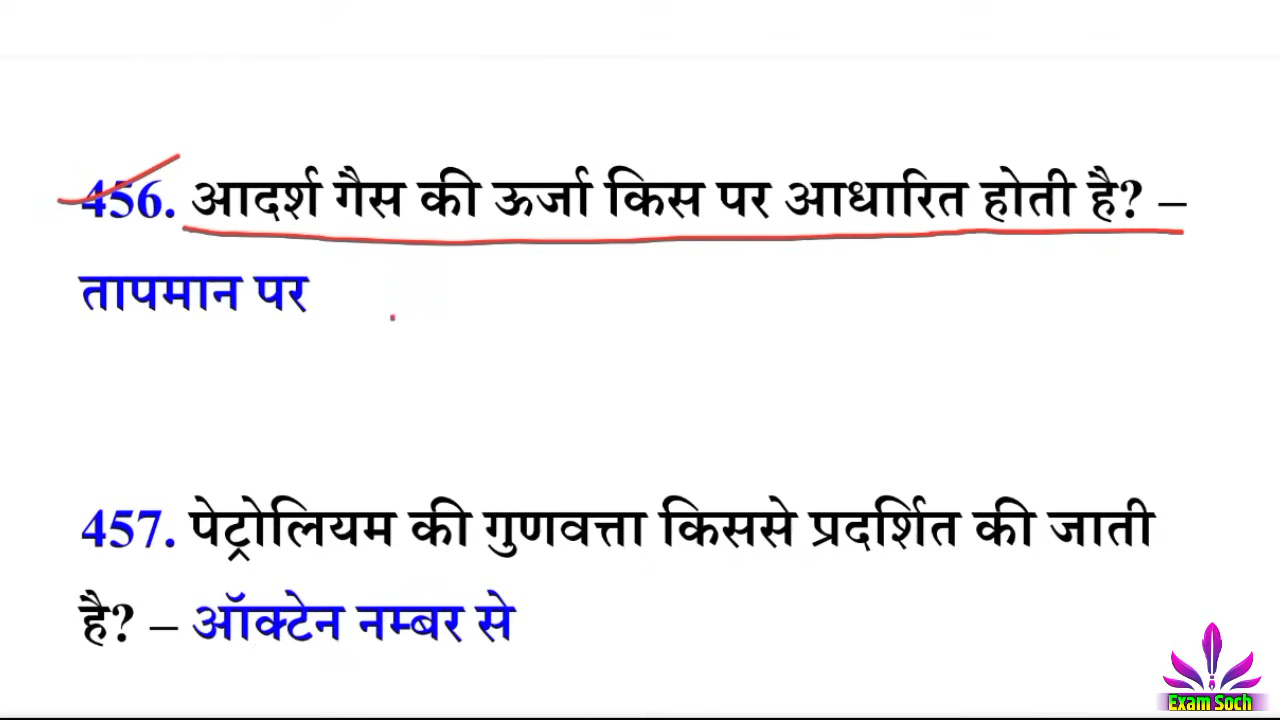 456. आदर्श गैस की ऊर्जा किस पर आधारित होती है? –
तापमान पर
457. पेट्रोलियम की गुणवत्ता किससे प्रदर्शित की जाती
है? – ऑक्टेन नम्बर से
Exam Soch